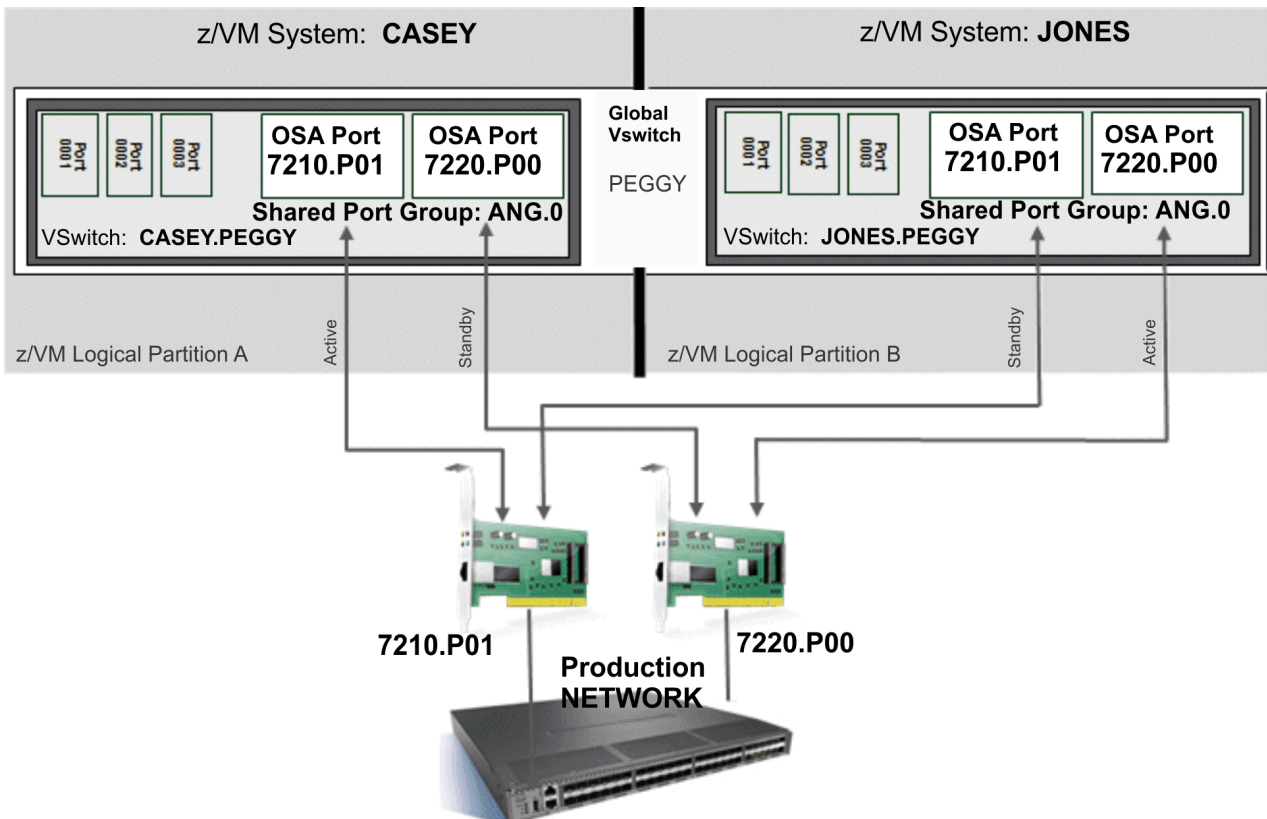 z/VM System: CASEY
Port 0001
Port 0002
Port 0003
OSA Port
7210.P01
OSA Port
7220.P00
Shared Port Group: ANG.0
VSwitch: CASEY.PEGGY
Active
Standby
z/VM Logical Partition A
Global
Vswitch
PEGGY
z/VM System: JONES
Port 0001
Port 0002
Port 0003
OSA Port
7210.P01
OSA Port
7220.P00
Shared Port Group: ANG.0
VSwitch: JONES.PEGGY
Standby
Active
z/VM Logical Partition B
7210.P01
7220.P00
Production
NETWORK